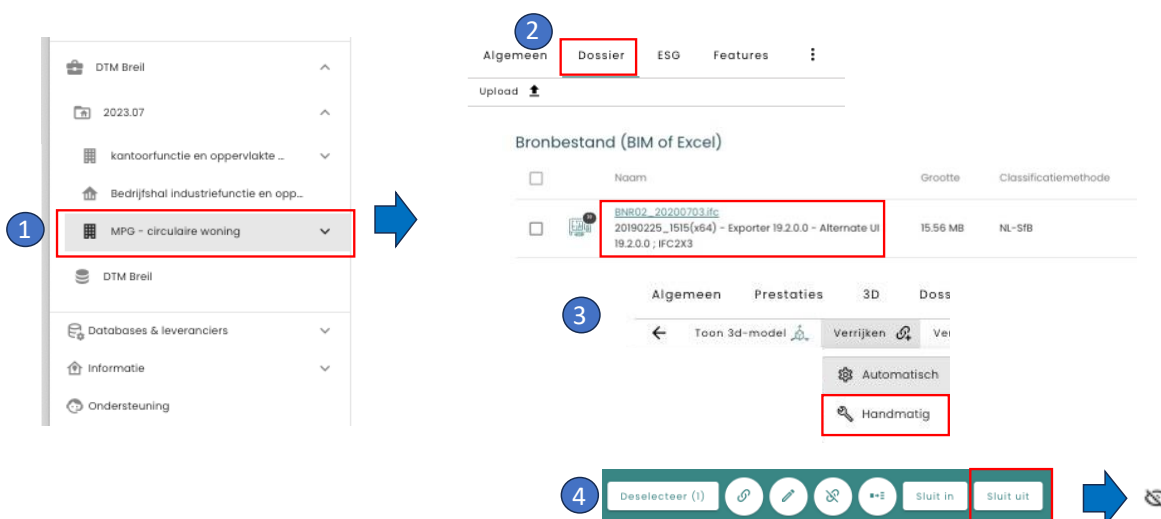 DTM Breil
2023.07
kantoorfunctie en oppervlakte ...
Bedrijfshal industriefunctie en opp...
1
MPG - circulaire woning
DTM Breil
Databases & leveranciers
Informatie
Ondersteuning
2
Algemeen Dossier ESG Features
Upload
Bronbestand (BIM of Excel)
Naam Grootte Classificatiemethode
BNR02_20200703.ifc
20190225_1515(x64) - Exporter 19.2.0.0 - Alternate UI 15.56 MB NL-SfB
19.2.0.0 ; IFC2X3
3
Algemeen Prestaties 3D Doss
Toon 3d-model Verrijken Ve
Automatisch
Handmatig
4
Deselecteer (1) Sluit in Sluit uit